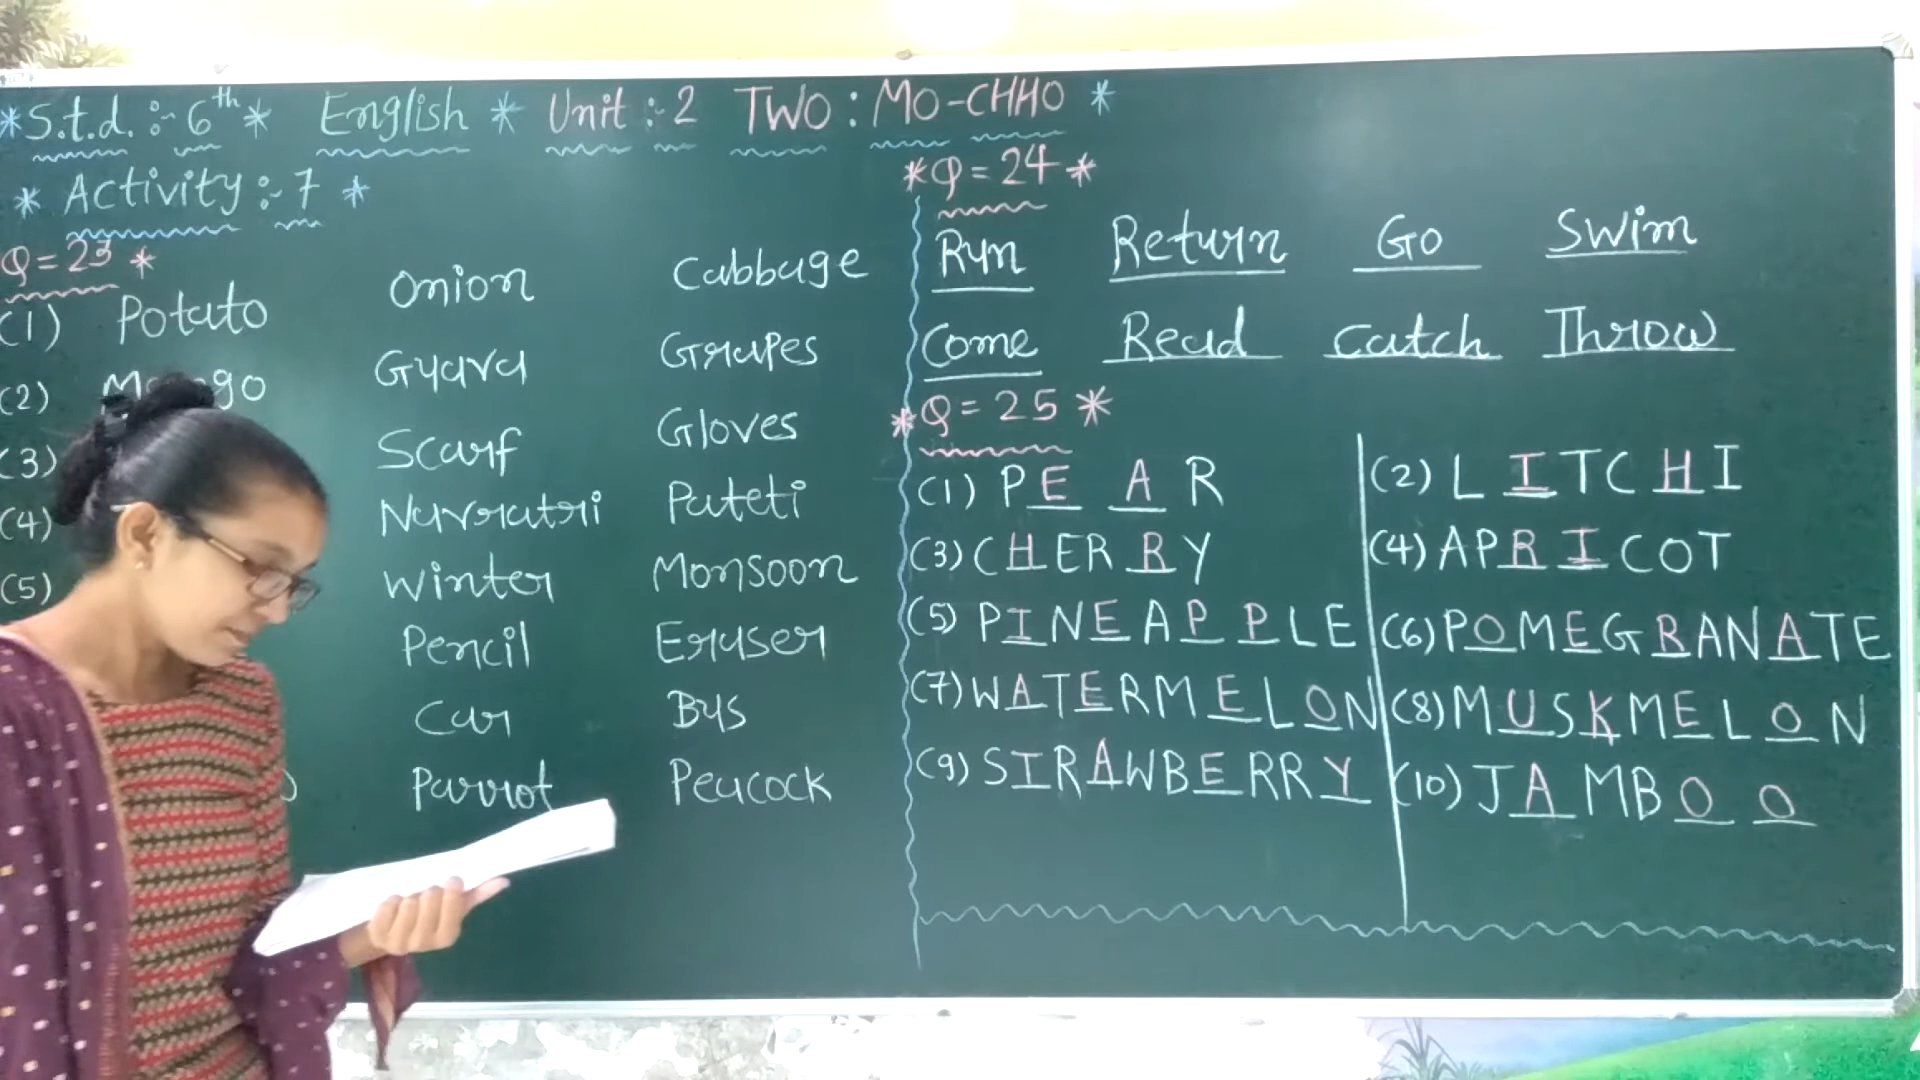 *S.t.d. :- 6th * English * Unit :- 2 TWO : MO-CHHO *
* Activity :- 7 *
Q = 23 *
(1) Potato Onion Cabbage
(2) Guava Grapes
(3) Scarf Gloves
(4) Navratri Pateti
(5) Winter Monsoon
Pencil Eraser
Car Bus
Parrot Peacock
* Q = 24 *
Run Return Go Swim
Come Read catch Throw
* Q = 25 *
(1) P E A R (2) L I T C H I
(3) C H E R R Y (4) A P R I C O T
(5) P I N E A P P L E (6) P O M E G R A N A T E
(7) W A T E R M E L O N (8) M U S K M E L O N
(9) S I R A W B E R R Y (10) J A M B O O